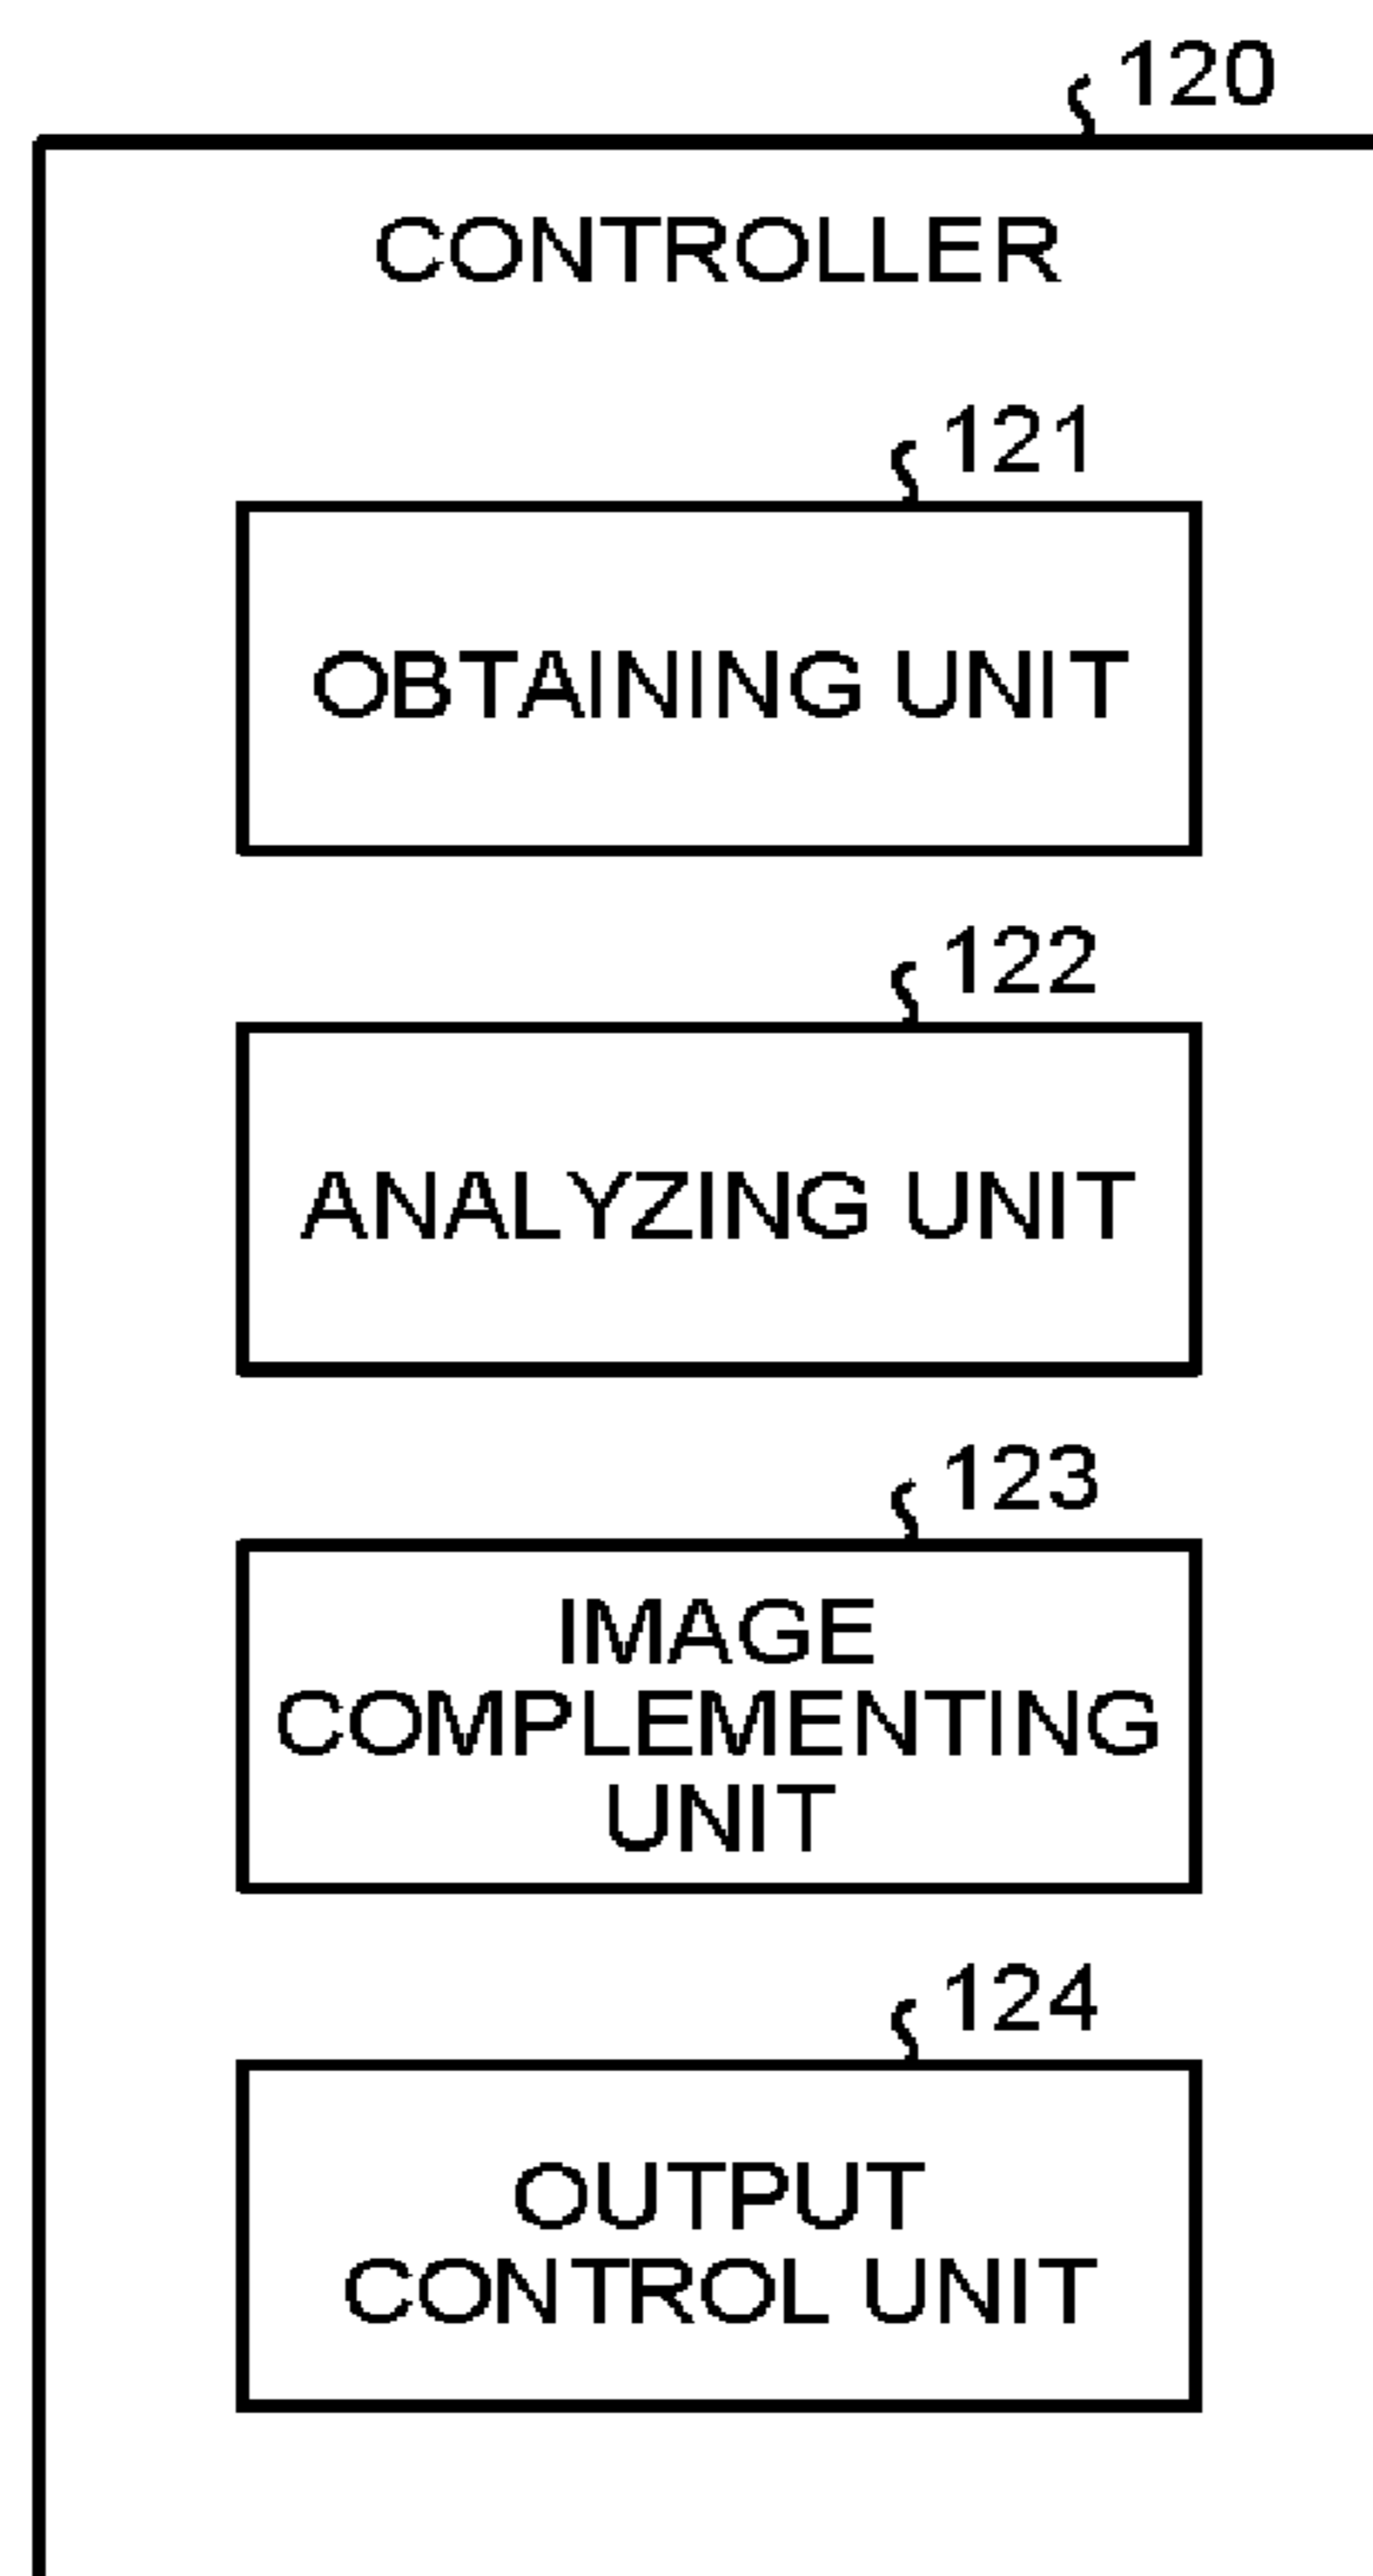 120
CONTROLLER
121
OBTAINING UNIT
122
ANALYZING UNIT
123
IMAGE
COMPLEMENTING
UNIT
124
OUTPUT
CONTROL UNIT